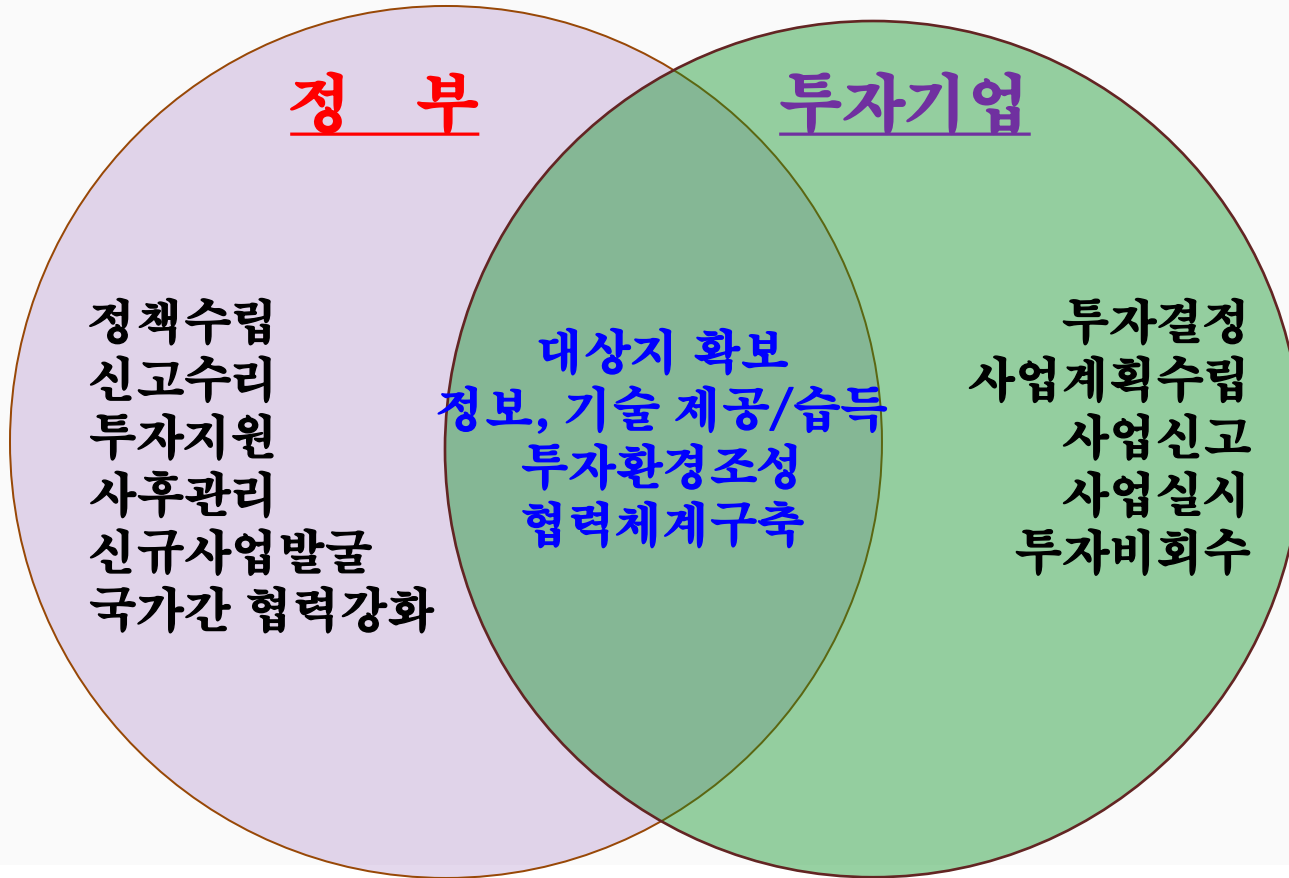 정 부
투자기업
정책수립
신고수리
투자지원
사후관리
신규사업발굴
국가간 협력강화
대상지 확보
정보, 기술 제공/습득
투자환경조성
협력체계구축
투자결정
사업계획수립
사업신고
사업실시
투자비회수